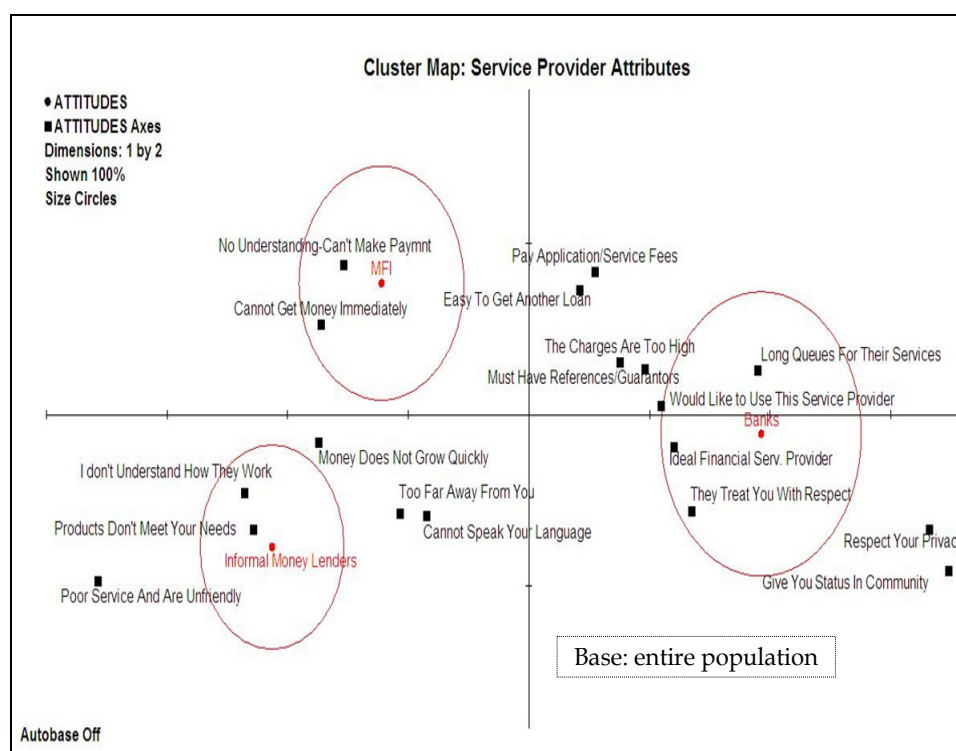 Cluster Map: Service Provider Attributes
ATTITUDES
ATTITUDES Axes
Dimensions: 1 by 2
Shown 100%
Size Circles
No Understanding-Can't Make Paymnt
MFI
Cannot Get Money Immediately
Pay Application/Service Fees
Easy To Get Another Loan
The Charges Are Too High
Long Queues For Their Services
Must Have References/Guarantors
Would Like to Use This Service Provider
Banks
Ideal Financial Serv. Provider
They Treat You With Respect
Respect Your Privac
Give You Status In Community
Money Does Not Grow Quickly
I don't Understand How They Work
Too Far Away From You
Cannot Speak Your Language
Products Don't Meet Your Needs
Informal Money Lenders
Poor Service And Are Unfriendly
Base: entire population
Autobase Off